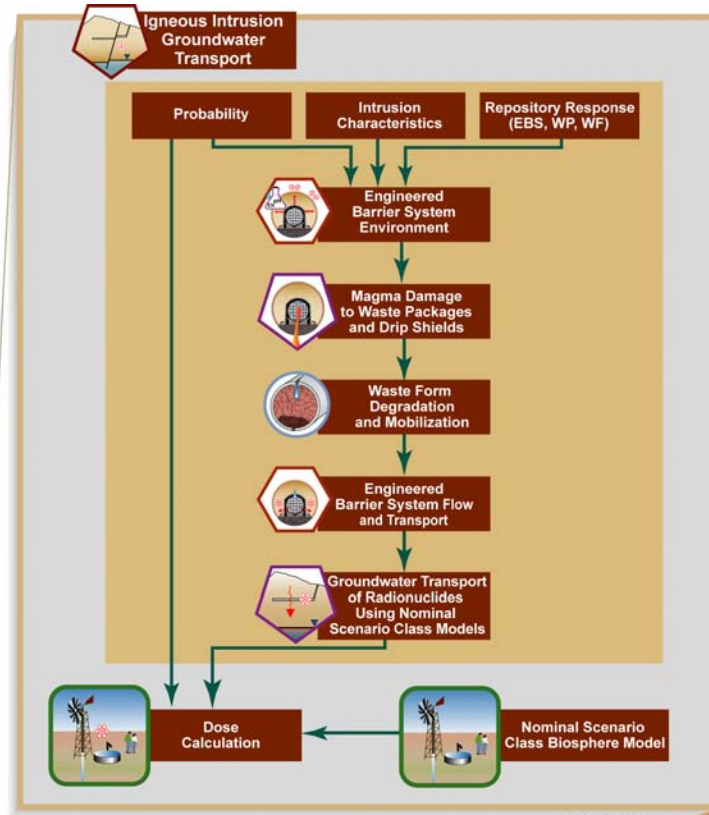 Igneous Intrusion
Groundwater
Transport
Probability
Intrusion
Characteristics
Repository Response
(EBS, WP, WF)
Engineered
Barrier System
Environment
Magma Damage
to Waste Packages
and Drip Shields
Waste Form
Degradation
and Mobilization
Engineered
Barrier System Flow
and Transport
Groundwater Transport
of Radionuclides
Using Nominal
Scenario Class Models
Dose
Calculation
Nominal Scenario
Class Biosphere Model